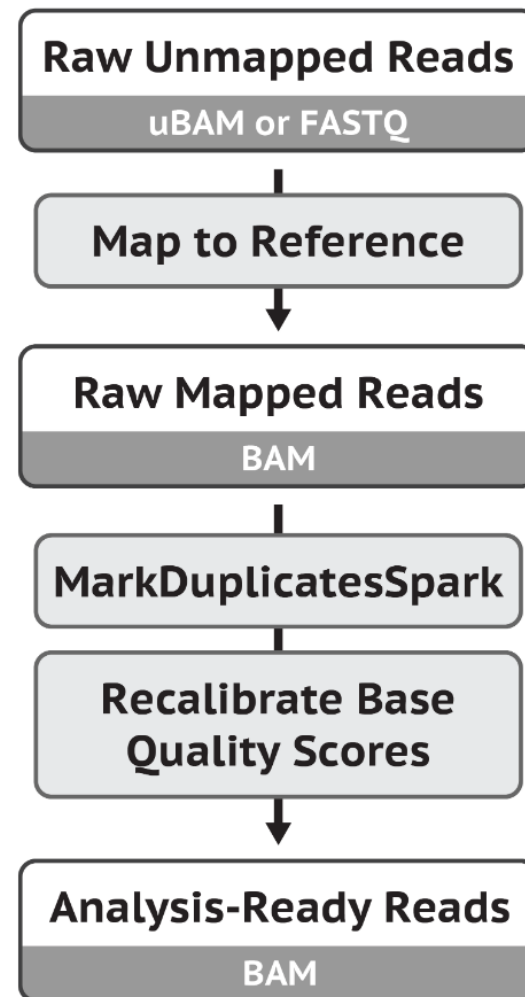 Raw Unmapped Reads
uBAM or FASTQ
Map to Reference
Raw Mapped Reads
BAM
MarkDuplicatesSpark
Recalibrate Base
Quality Scores
Analysis-Ready Reads
BAM